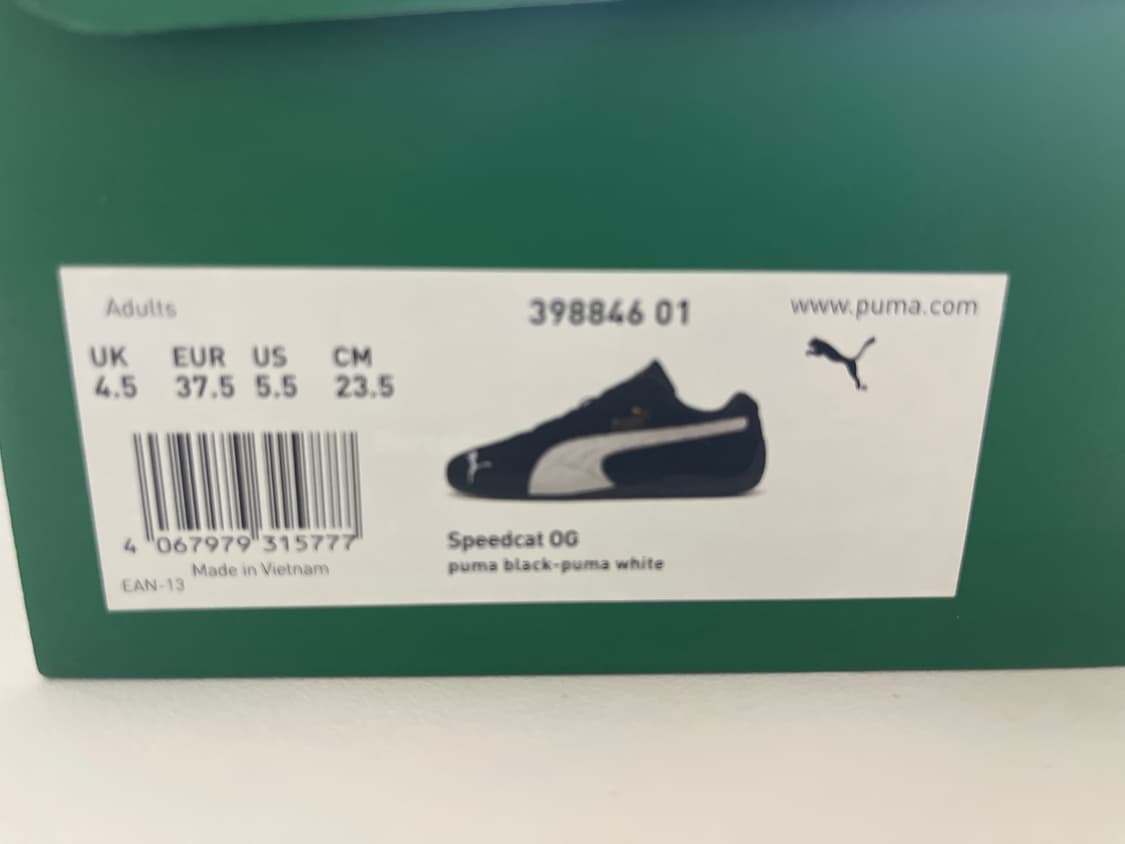 Adults
398846 01
www.puma.com
UK EUR US CM
4.5 37.5 5.5 23.5
4 067979 315777
Made in Vietnam
EAN-13
Speedcat OG
puma black-puma white